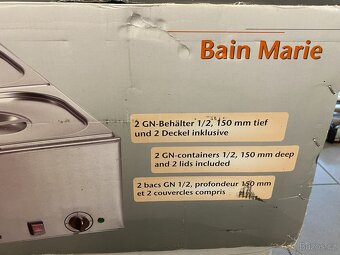 Bain Marie
2 GN-Behälter 1/2, 150 mm tief
und 2 Deckel inklusive
2 GN-containers 1/2, 150 mm deep
and 2 lids included
2 bacs GN 1/2, profondeur 150 mm
et 2 couvercles compris